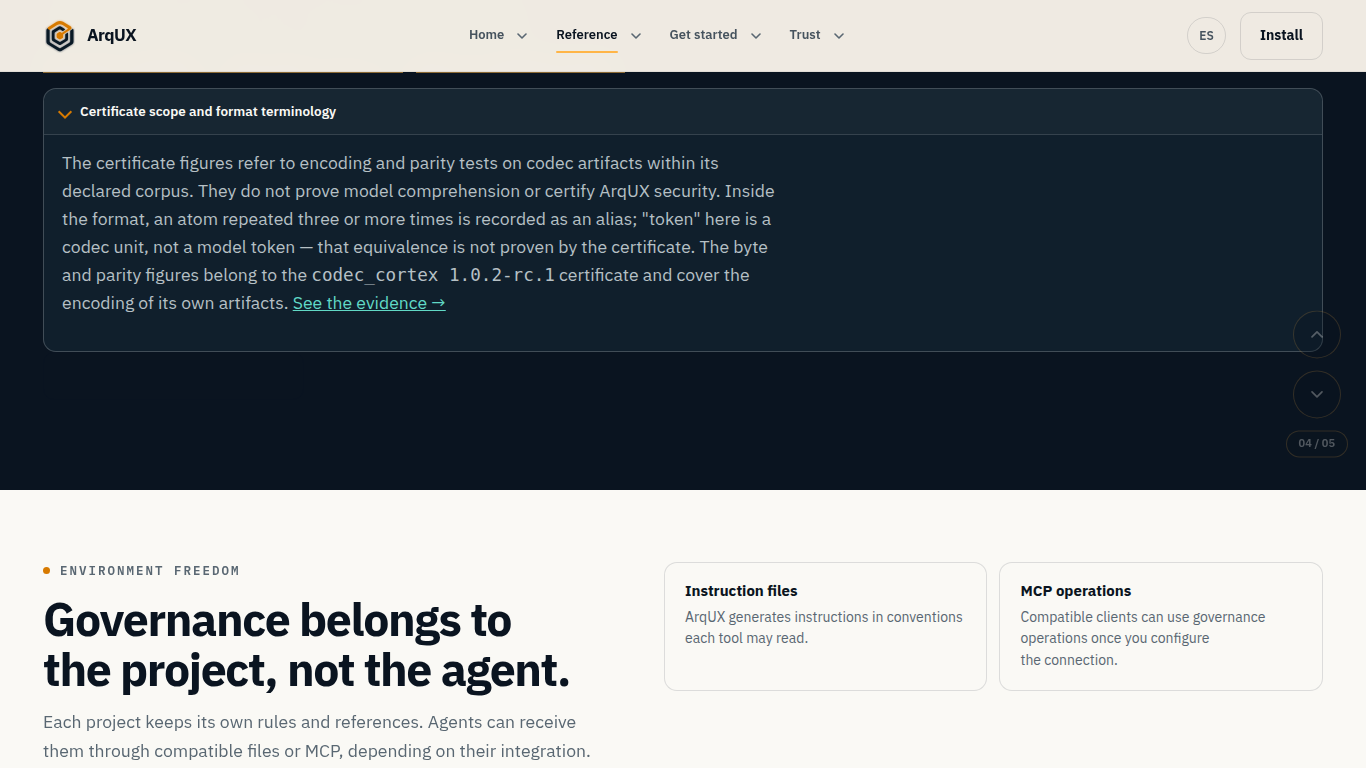 ArqUX
Home
Reference
Get started
Trust
ES
Install
Certificate scope and format terminology
The certificate figures refer to encoding and parity tests on codec artifacts within its
declared corpus. They do not prove model comprehension or certify ArqUX security. Inside
the format, an atom repeated three or more times is recorded as an alias; "token" here is a
codec unit, not a model token — that equivalence is not proven by the certificate. The byte
and parity figures belong to the codec_cortex 1.0.2-rc.1 certificate and cover the
encoding of its own artifacts. See the evidence →
04 / 05
ENVIRONMENT FREEDOM
Governance belongs to
the project, not the agent.
Each project keeps its own rules and references. Agents can receive
them through compatible files or MCP, depending on their integration.
Instruction files
ArqUX generates instructions in conventions
each tool may read.
MCP operations
Compatible clients can use governance
operations once you configure
the connection.